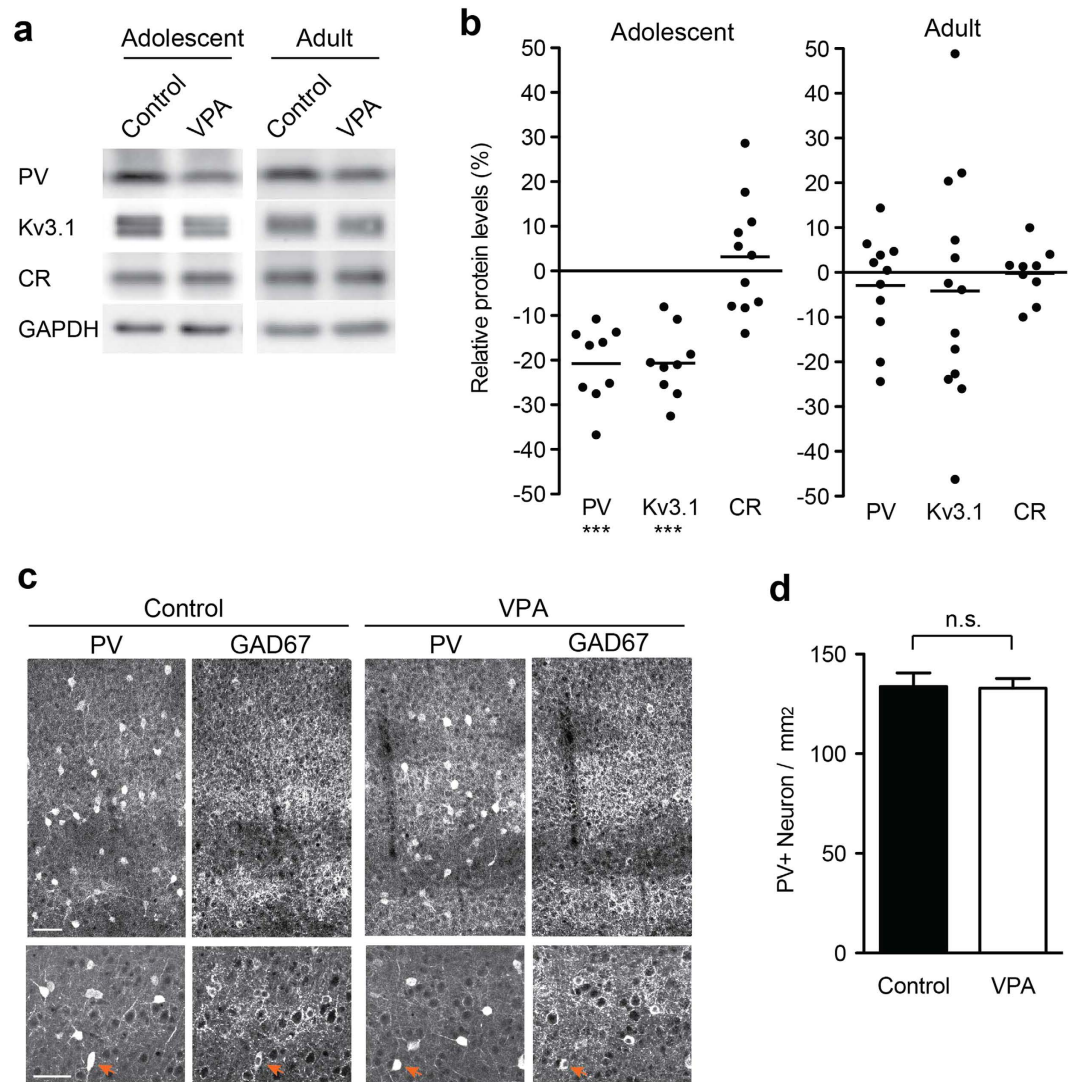 a
Adolescent
Adult
Control
VPA
Control
VPA
PV
Kv3.1
CR
GAPDH
b
Adolescent
Adult
Relative protein levels (%)
50
40
30
20
10
0
-10
-20
-30
-40
-50
PV
***
Kv3.1
***
CR
50
40
30
20
10
0
-10
-20
-30
-40
-50
PV
Kv3.1
CR
c
Control
VPA
PV
GAD67
PV
GAD67
d
n.s.
PV+ Neuron / mm2
150
100
50
0
Control
VPA